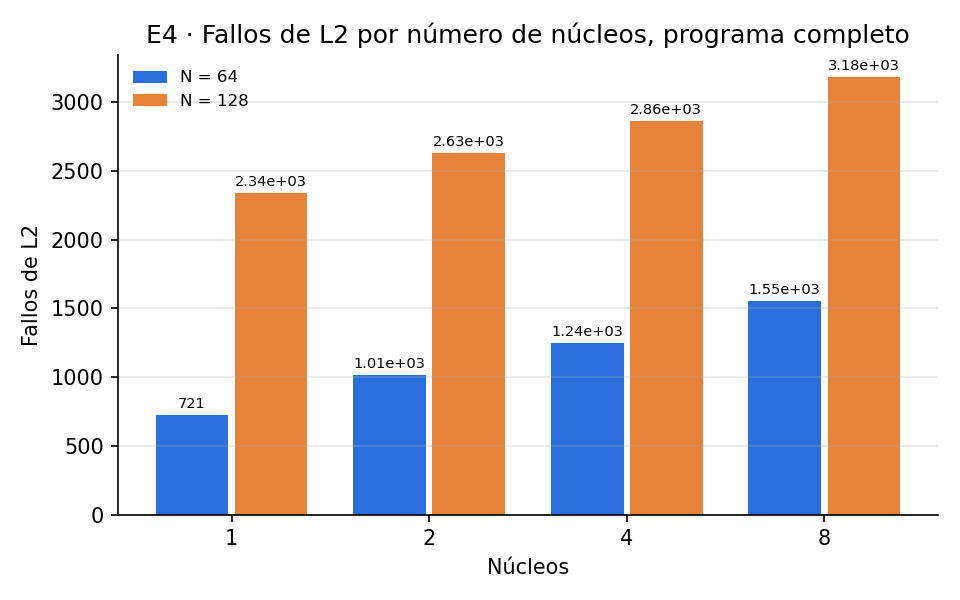 E4 · Fallos de L2 por número de núcleos, programa completo
N = 64
N = 128
Fallos de L2
3000
2500
2000
1500
1000
500
0
721
2.34e+03
1.01e+03
2.63e+03
1.24e+03
2.86e+03
1.55e+03
3.18e+03
1
2
4
8
Núcleos